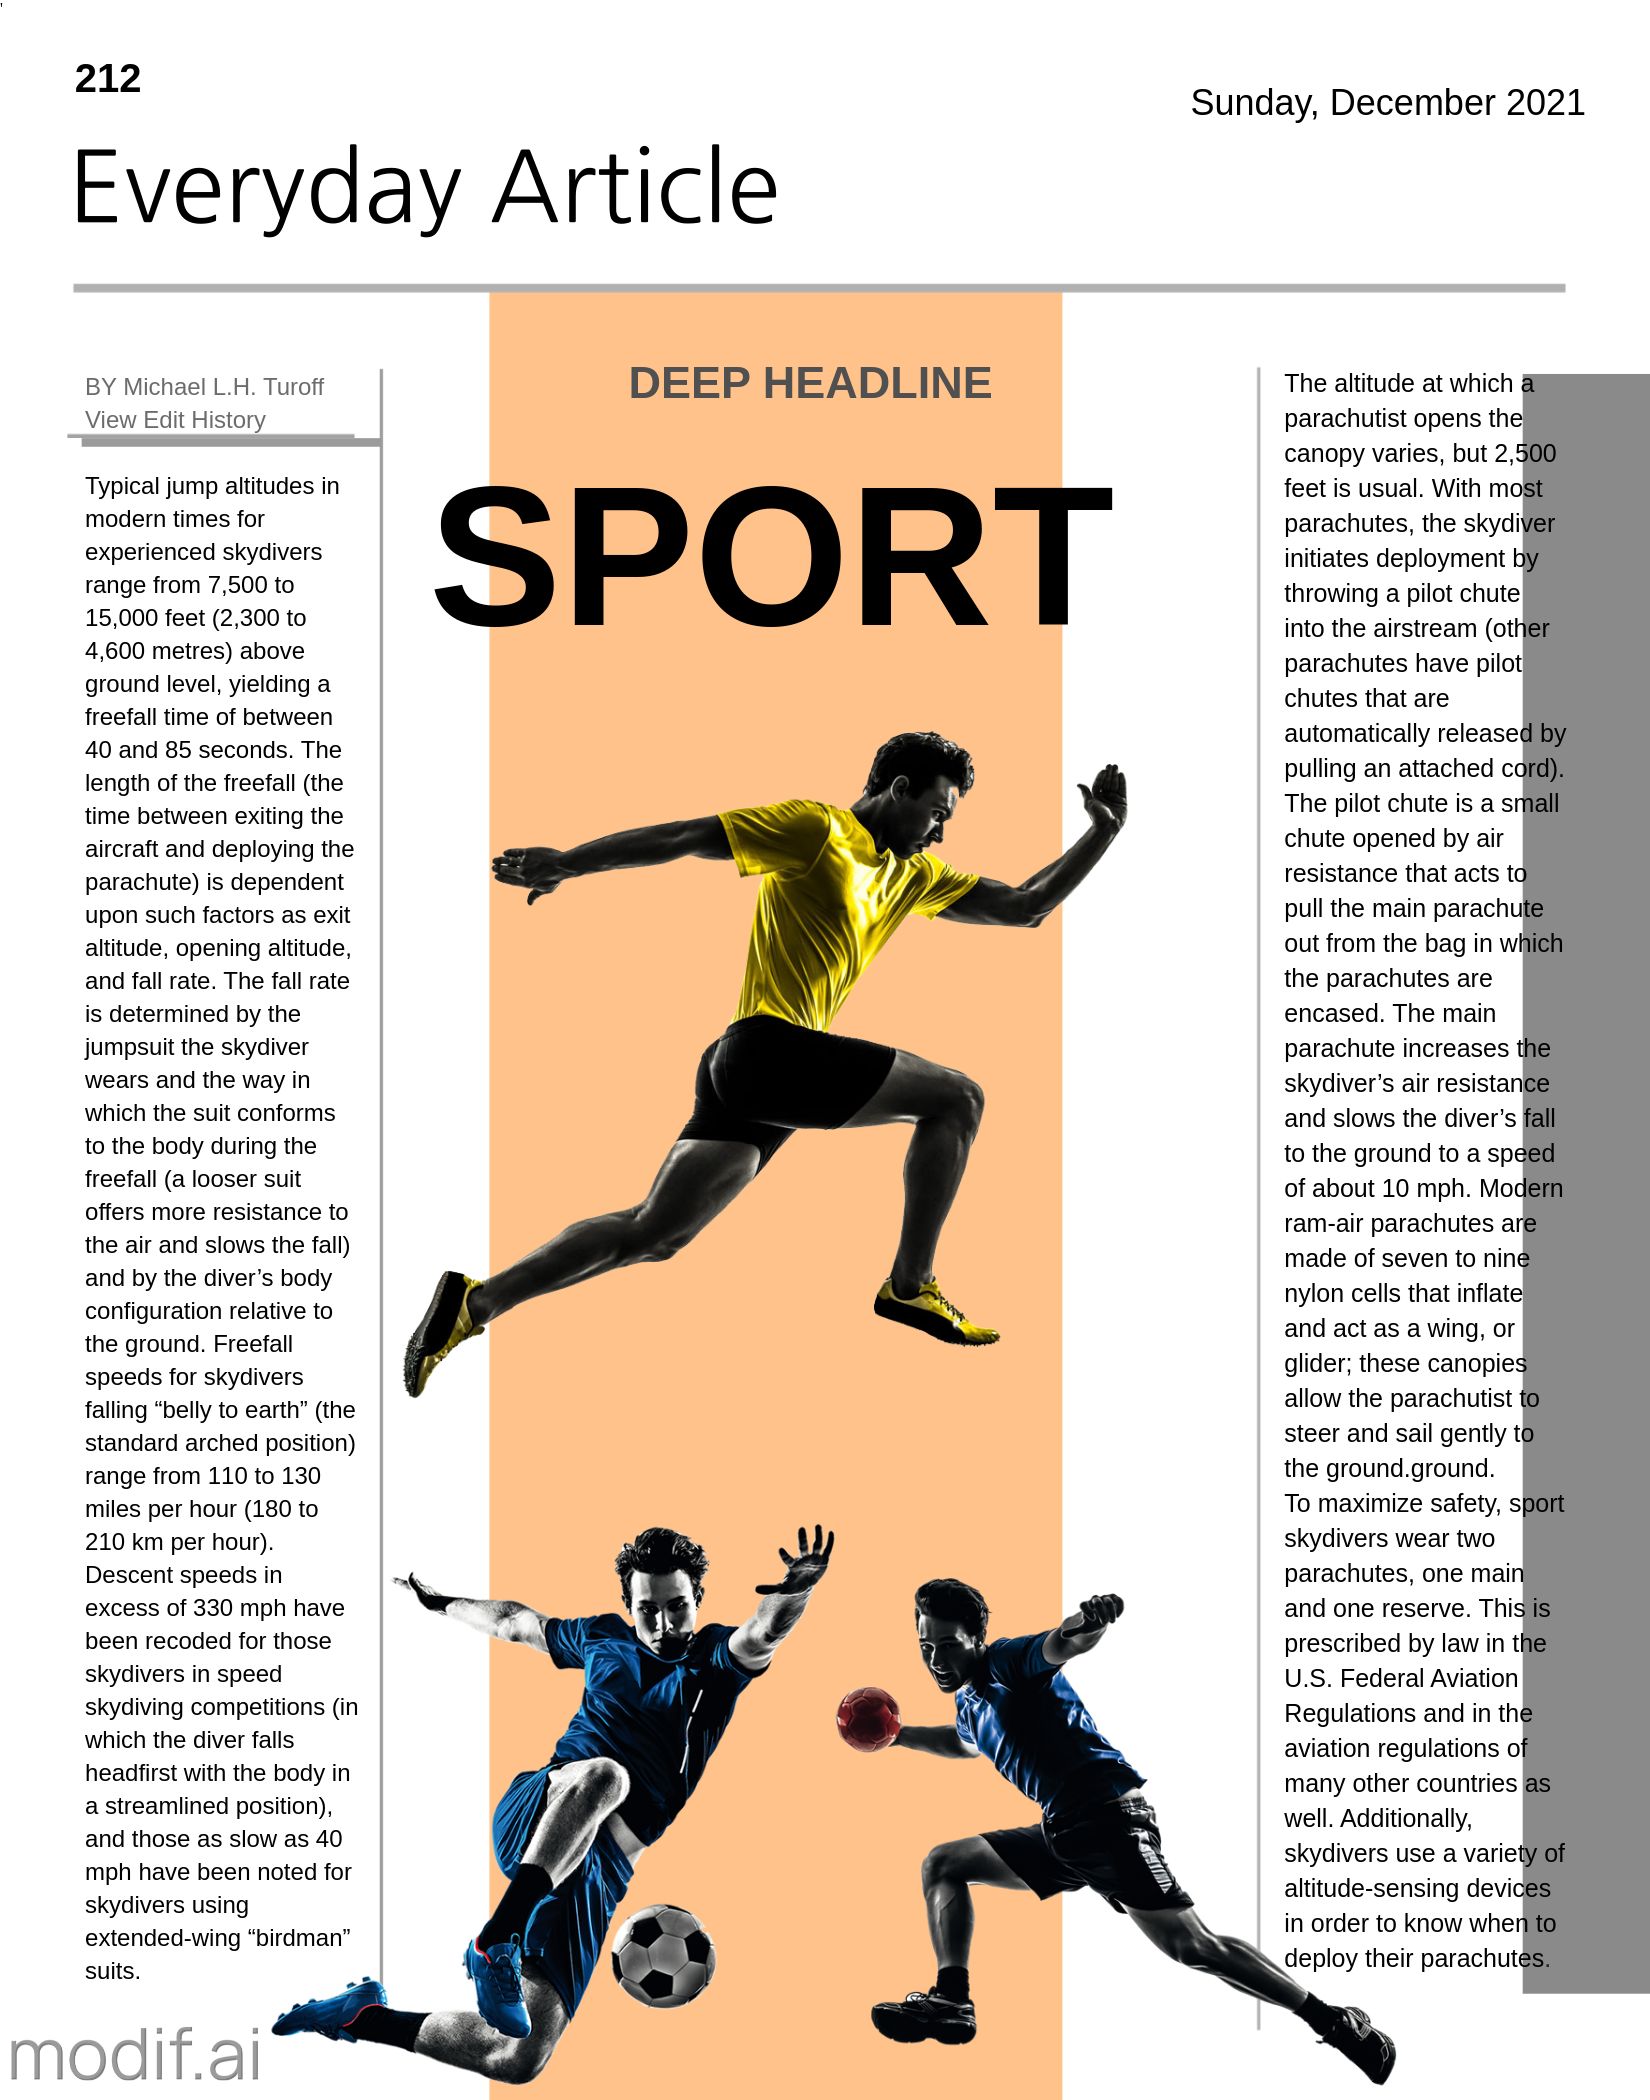 212
Sunday, December 2021
Everyday Article
BY Michael L.H. Turoff
View Edit History
Typical jump altitudes in
modern times for
experienced skydivers
range from 7,500 to
15,000 feet (2,300 to
4,600 metres) above
ground level, yielding a
freefall time of between
40 and 85 seconds. The
length of the freefall (the
time between exiting the
aircraft and deploying the
parachute) is dependent
upon such factors as exit
altitude, opening altitude,
and fall rate. The fall rate
is determined by the
jumpsuit the skydiver
wears and the way in
which the suit conforms
to the body during the
freefall (a looser suit
offers more resistance to
the air and slows the fall)
and by the diver’s body
configuration relative to
the ground. Freefall
speeds for skydivers
falling “belly to earth” (the
standard arched position)
range from 110 to 130
miles per hour (180 to
210 km per hour).
Descent speeds in
excess of 330 mph have
been recoded for those
skydivers in speed
skydiving competitions (in
which the diver falls
headfirst with the body in
a streamlined position),
and those as slow as 40
mph have been noted for
skydivers using
extended-wing “birdman”
suits.
DEEP HEADLINE
SPORT
The altitude at which a
parachutist opens the
canopy varies, but 2,500
feet is usual. With most
parachutes, the skydiver
initiates deployment by
throwing a pilot chute
into the airstream (other
parachutes have pilot
chutes that are
automatically released by
pulling an attached cord).
The pilot chute is a small
chute opened by air
resistance that acts to
pull the main parachute
out from the bag in which
the parachutes are
encased. The main
parachute increases the
skydiver’s air resistance
and slows the diver’s fall
to the ground to a speed
of about 10 mph. Modern
ram-air parachutes are
made of seven to nine
nylon cells that inflate
and act as a wing, or
glider; these canopies
allow the parachutist to
steer and sail gently to
the ground.ground.
To maximize safety, sport
skydivers wear two
parachutes, one main
and one reserve. This is
prescribed by law in the
U.S. Federal Aviation
Regulations and in the
aviation regulations of
many other countries as
well. Additionally,
skydivers use a variety of
altitude-sensing devices
in order to know when to
deploy their parachutes.
modif.ai